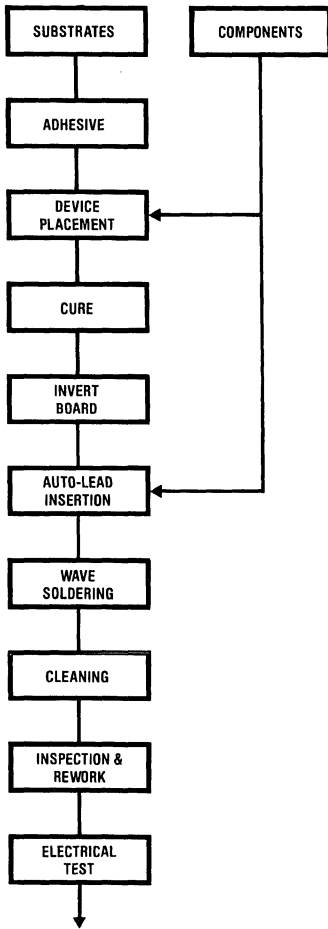 SUBSTRATES
COMPONENTS
ADHESIVE
DEVICE
PLACEMENT
CURE
INVERT
BOARD
AUTO-LEAD
INSERTION
WAVE
SOLDERING
CLEANING
INSPECTION &
REWORK
ELECTRICAL
TEST